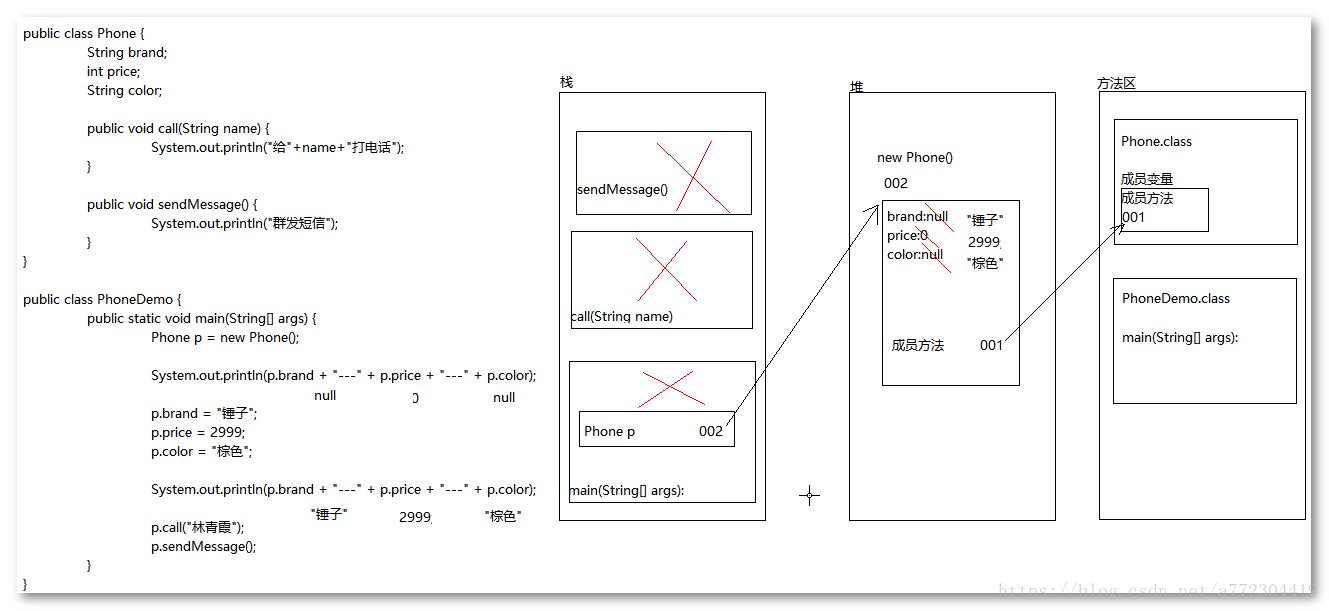 public class Phone {
String brand;
int price;
String color;
public void call(String name) {
System.out.println("给"+name+"打电话");
}
public void sendMessage() {
System.out.println("群发短信");
}
}
public class PhoneDemo {
public static void main(String[] args) {
Phone p = new Phone();
System.out.println(p.brand + "---" + p.price + "---" + p.color);
null 0 null
p.brand = "锤子";
p.price = 2999;
p.color = "棕色";
System.out.println(p.brand + "---" + p.price + "---" + p.color);
"锤子" 2999; "棕色"
p.call("林青霞");
p.sendMessage();
}
}
栈
sendMessage()
call(String name)
Phone p 002
main(String[] args):
堆
new Phone()
002
brand:null "锤子"
price:0 2999;
color:null "棕色"
成员方法 001
方法区
Phone.class
成员变量
成员方法
001
PhoneDemo.class
main(String[] args):
https://blog.csdn.net/a772304419